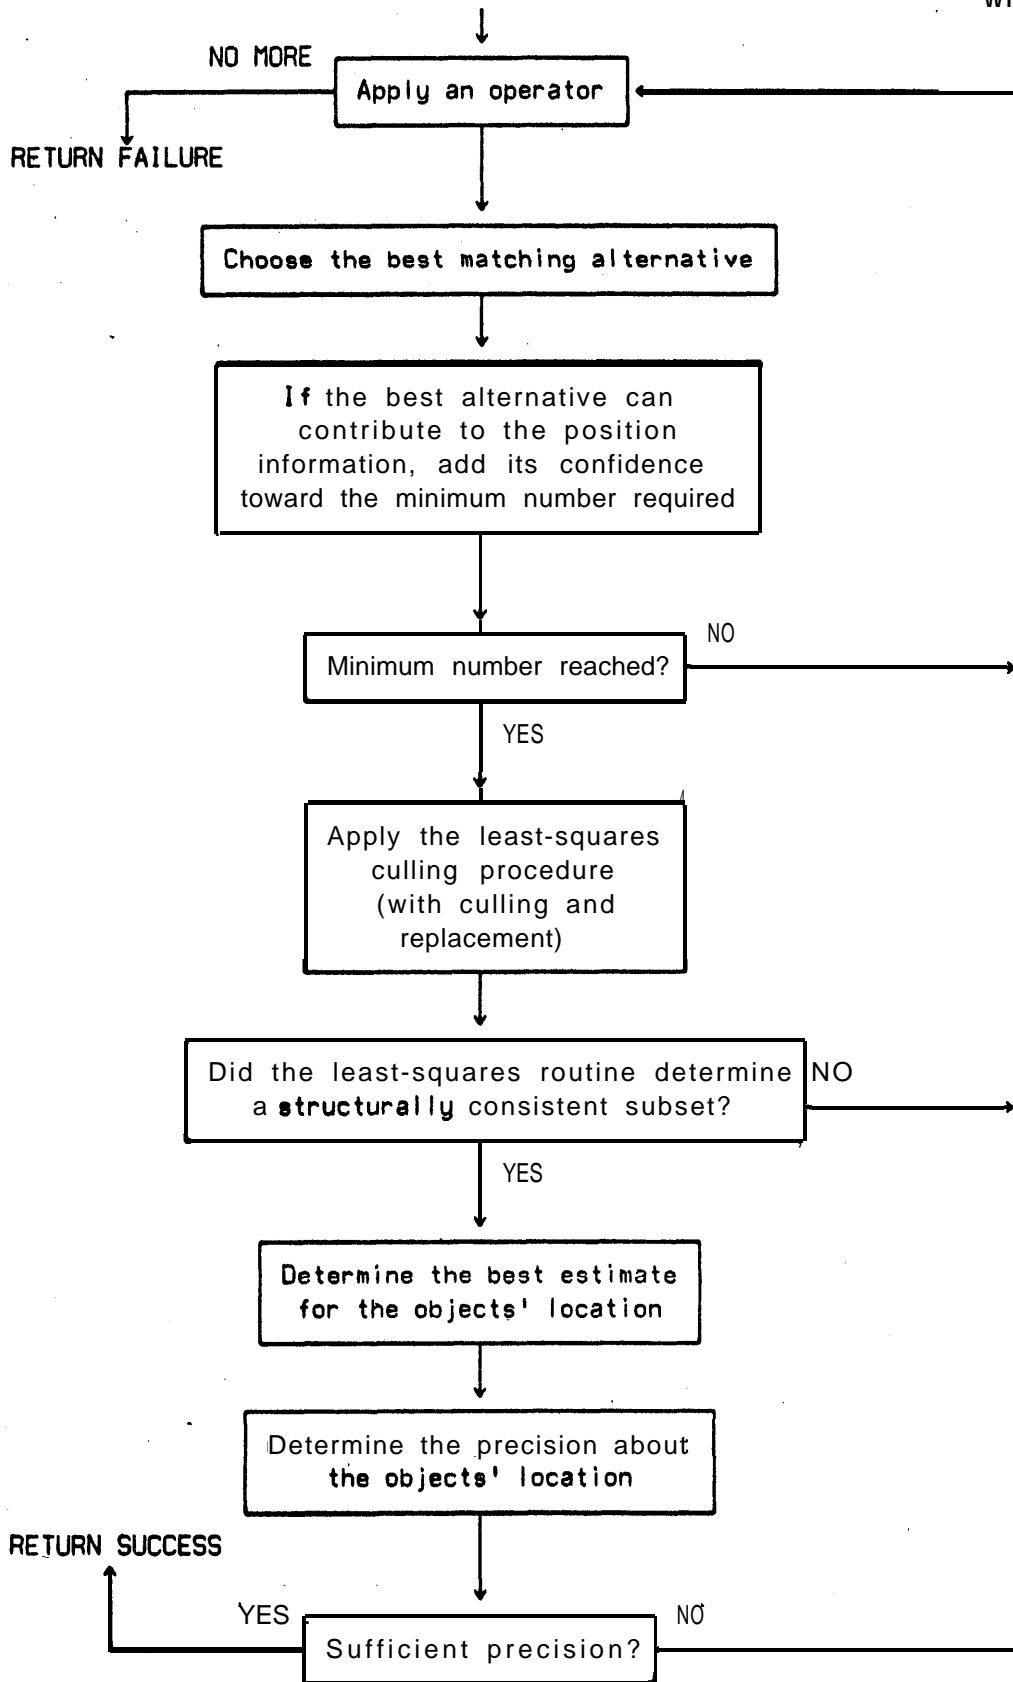 NO MORE
Apply an operator
RETURN FAILURE
Choose the best matching alternative
If the best alternative can
contribute to the position
information, add its confidence
toward the minimum number required
NO
Minimum number reached?
YES
Apply the least-squares
culling procedure
(with culling and
replacement)
Did the least-squares routine determine
NO
a structurally consistent subset?
YES
Determine the best estimate
for the objects' location
Determine the precision about
the objects' location
RETURN SUCCESS
YES
NO
Sufficient precision?